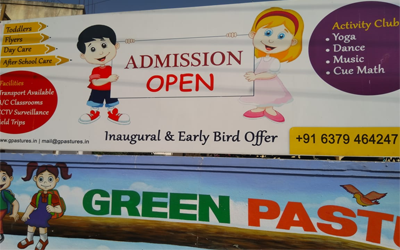 Toddlers
Flyers
Day Care
After School Care
Facilities
Transport Available
A/C Classrooms
CCTV Surveillance
Field Trips
www.gpastures.in | mail@gpastures.in
ADMISSION
OPEN
Inaugural & Early Bird Offer
Activity Club
• Yoga
• Dance
• Music
• Cue Math
+91 6379 464247
GREEN PAST